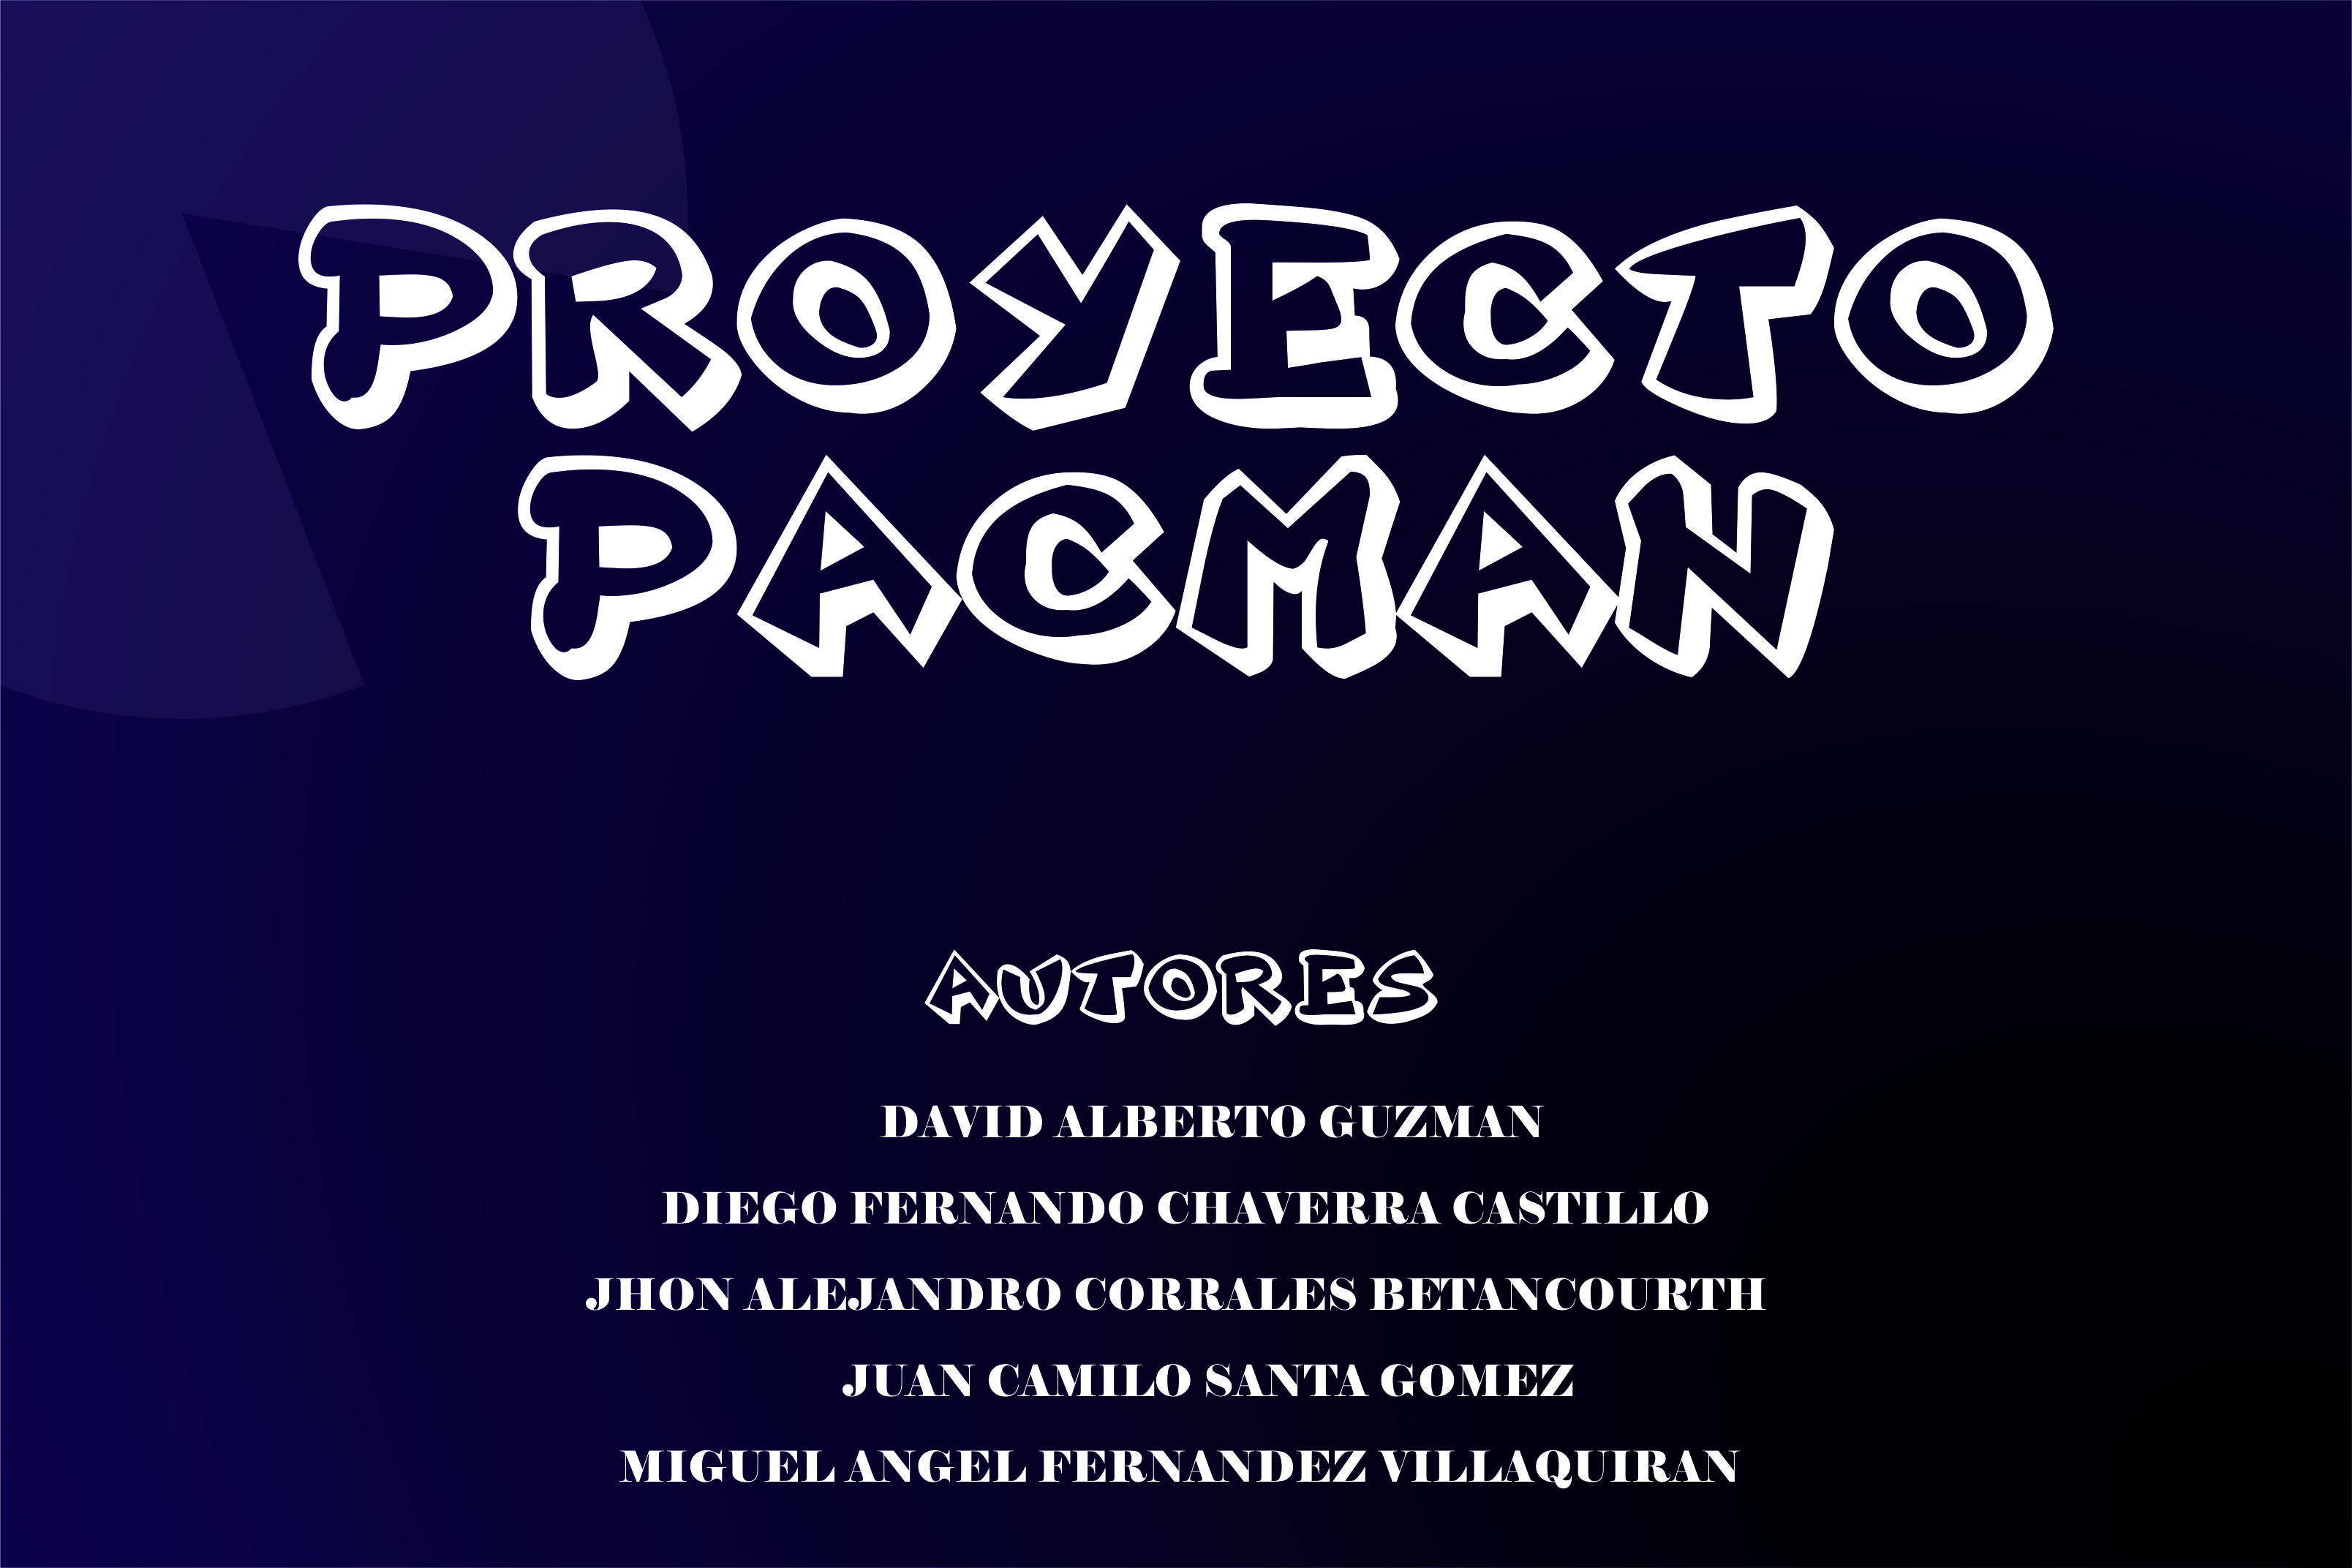 PROYECTO
PACMAN
AUTORES
DAVID ALBERTO GUZMAN
DIEGO FERNANDO CHAVERRA CASTILLO
JHON ALEJANDRO CORRALES BETANCOURTH
JUAN CAMILO SANTA GOMEZ
MIGUEL ANGEL FERNANDEZ VILLAQUIRAN